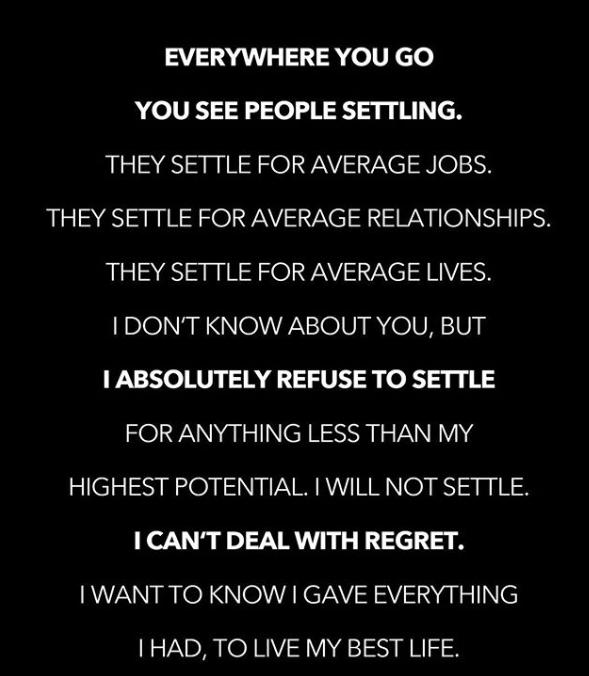 EVERYWHERE YOU GO
YOU SEE PEOPLE SETTLING.
THEY SETTLE FOR AVERAGE JOBS.
THEY SETTLE FOR AVERAGE RELATIONSHIPS.
THEY SETTLE FOR AVERAGE LIVES.
I DON'T KNOW ABOUT YOU, BUT
I ABSOLUTELY REFUSE TO SETTLE
FOR ANYTHING LESS THAN MY
HIGHEST POTENTIAL. I WILL NOT SETTLE.
I CAN'T DEAL WITH REGRET.
I WANT TO KNOW I GAVE EVERYTHING
I HAD, TO LIVE MY BEST LIFE.